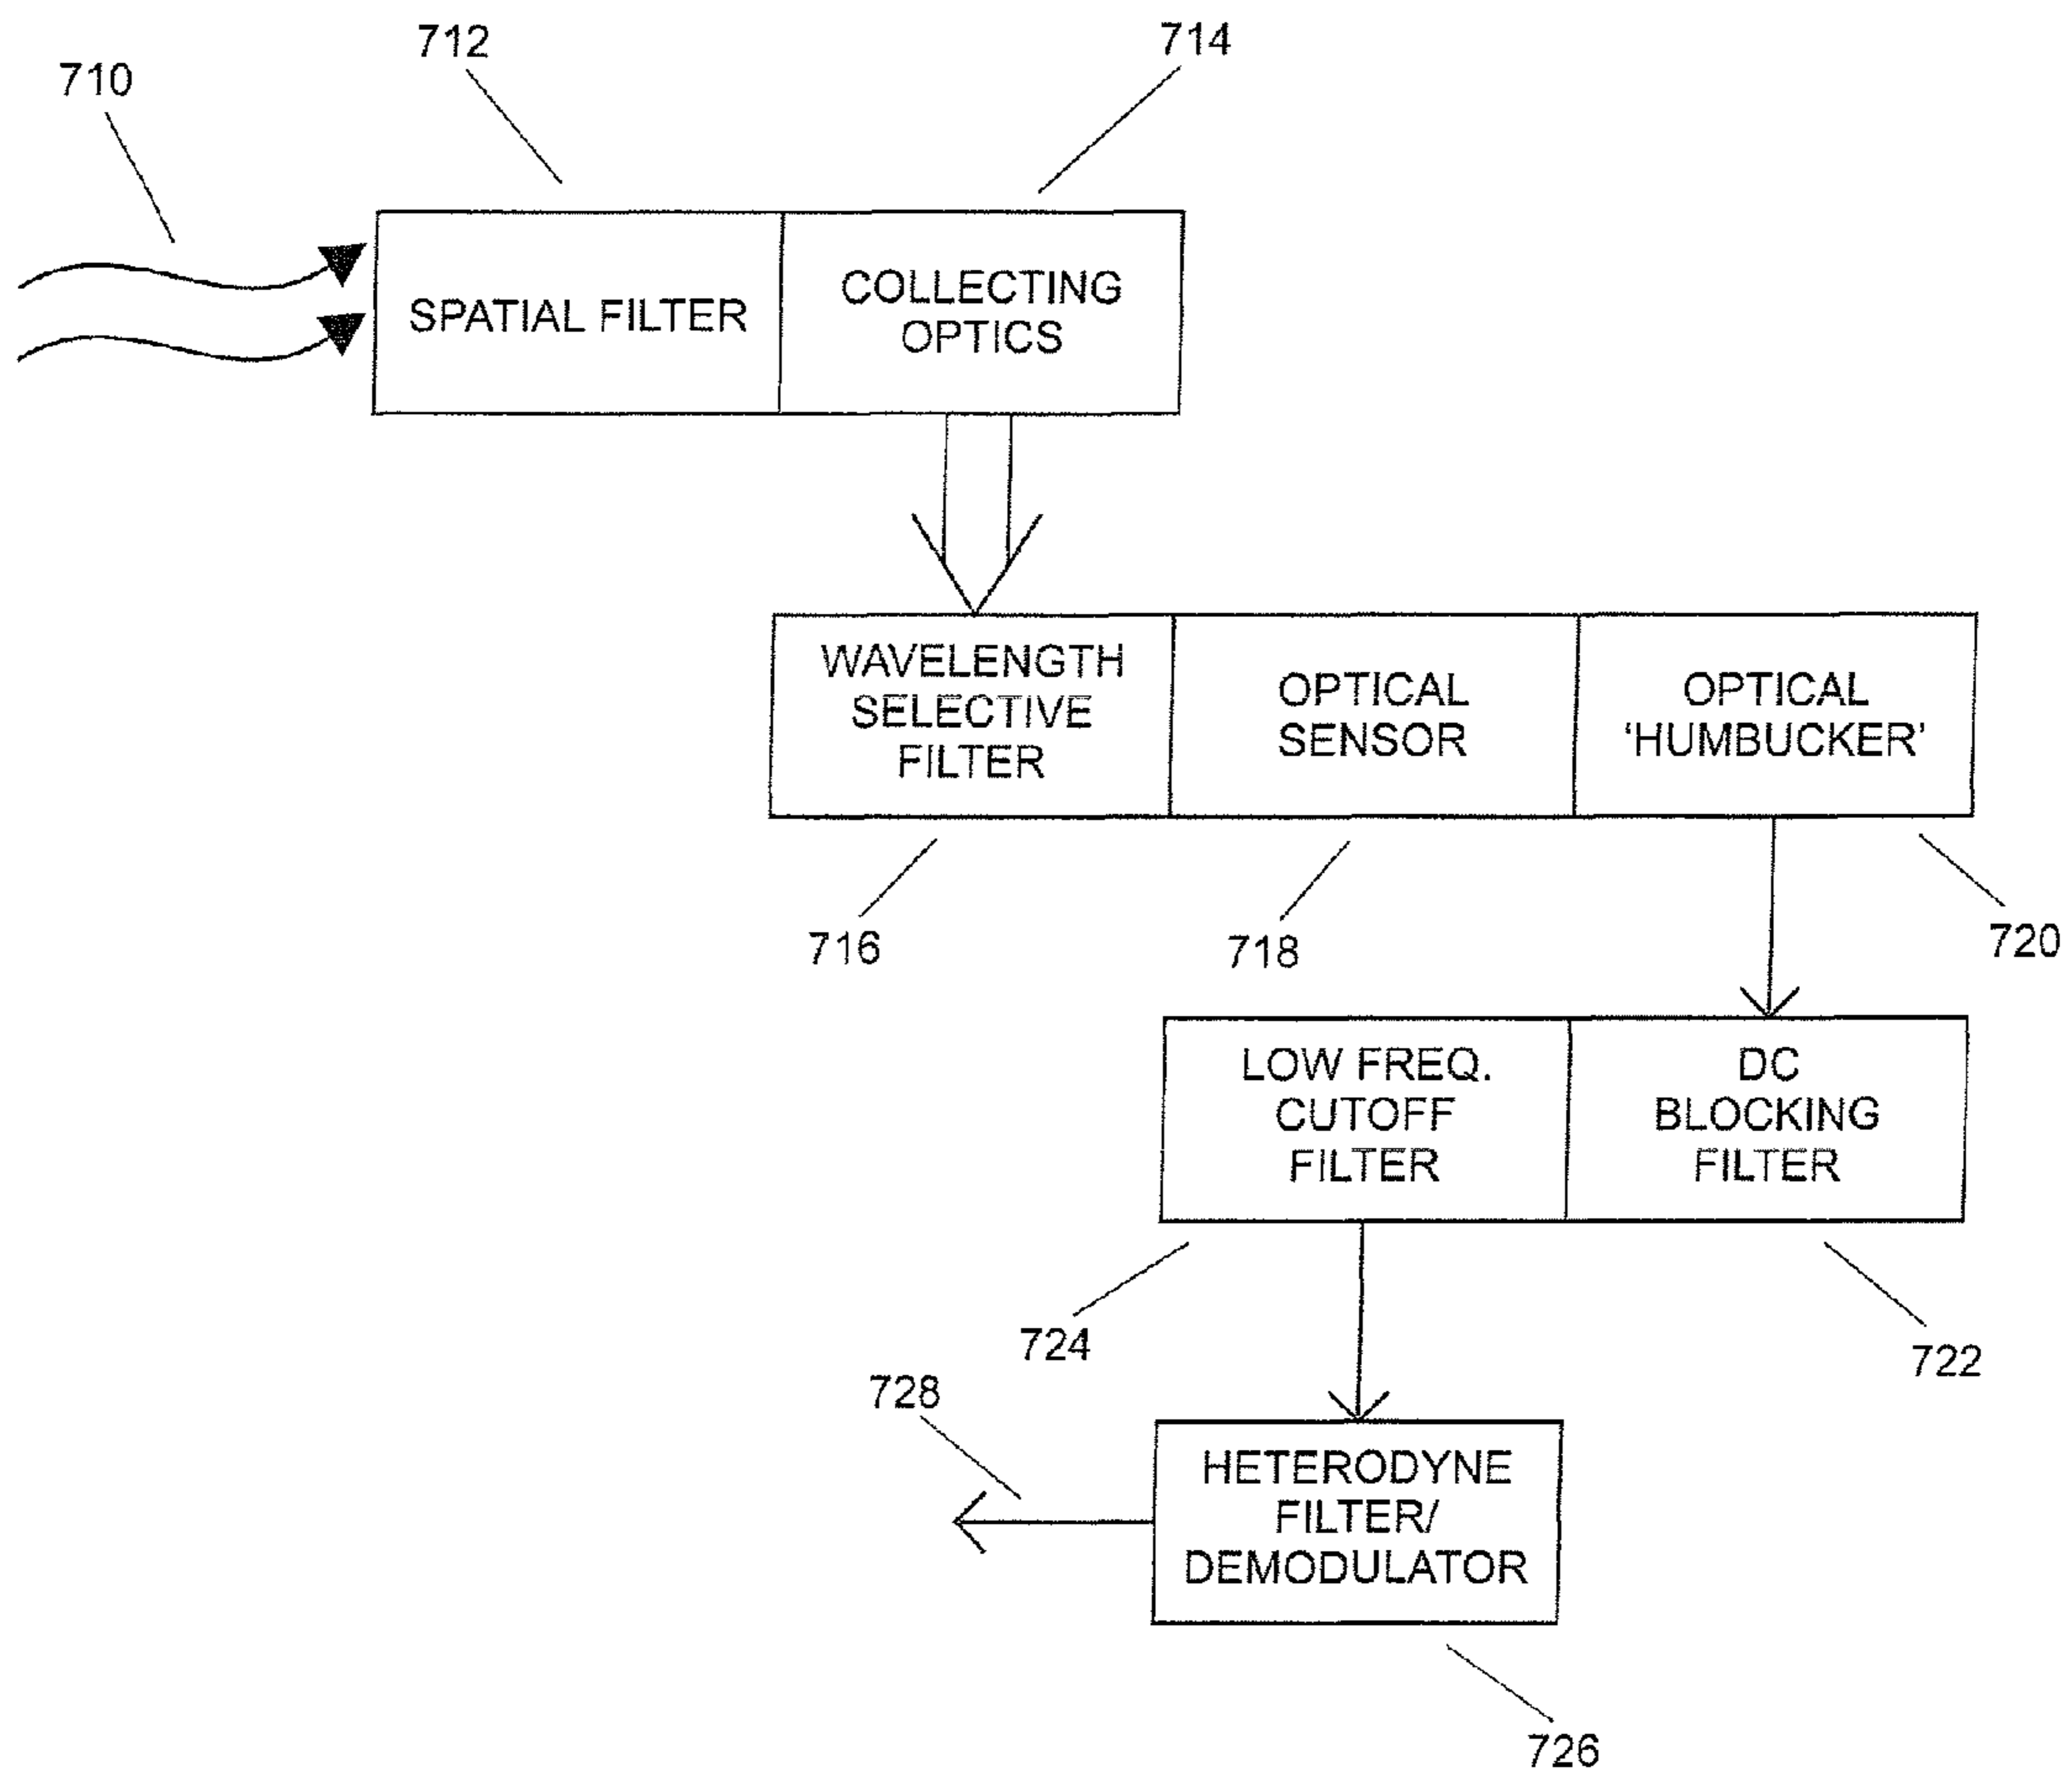 712
714
710
SPATIAL FILTER
COLLECTING
OPTICS
WAVELENGTH
SELECTIVE
FILTER
OPTICAL
SENSOR
OPTICAL
'HUMBUCKER'
716
718
720
LOW FREQ.
CUTOFF
FILTER
DC
BLOCKING
FILTER
724
722
728
HETERODYNE
FILTER/
DEMODULATOR
726